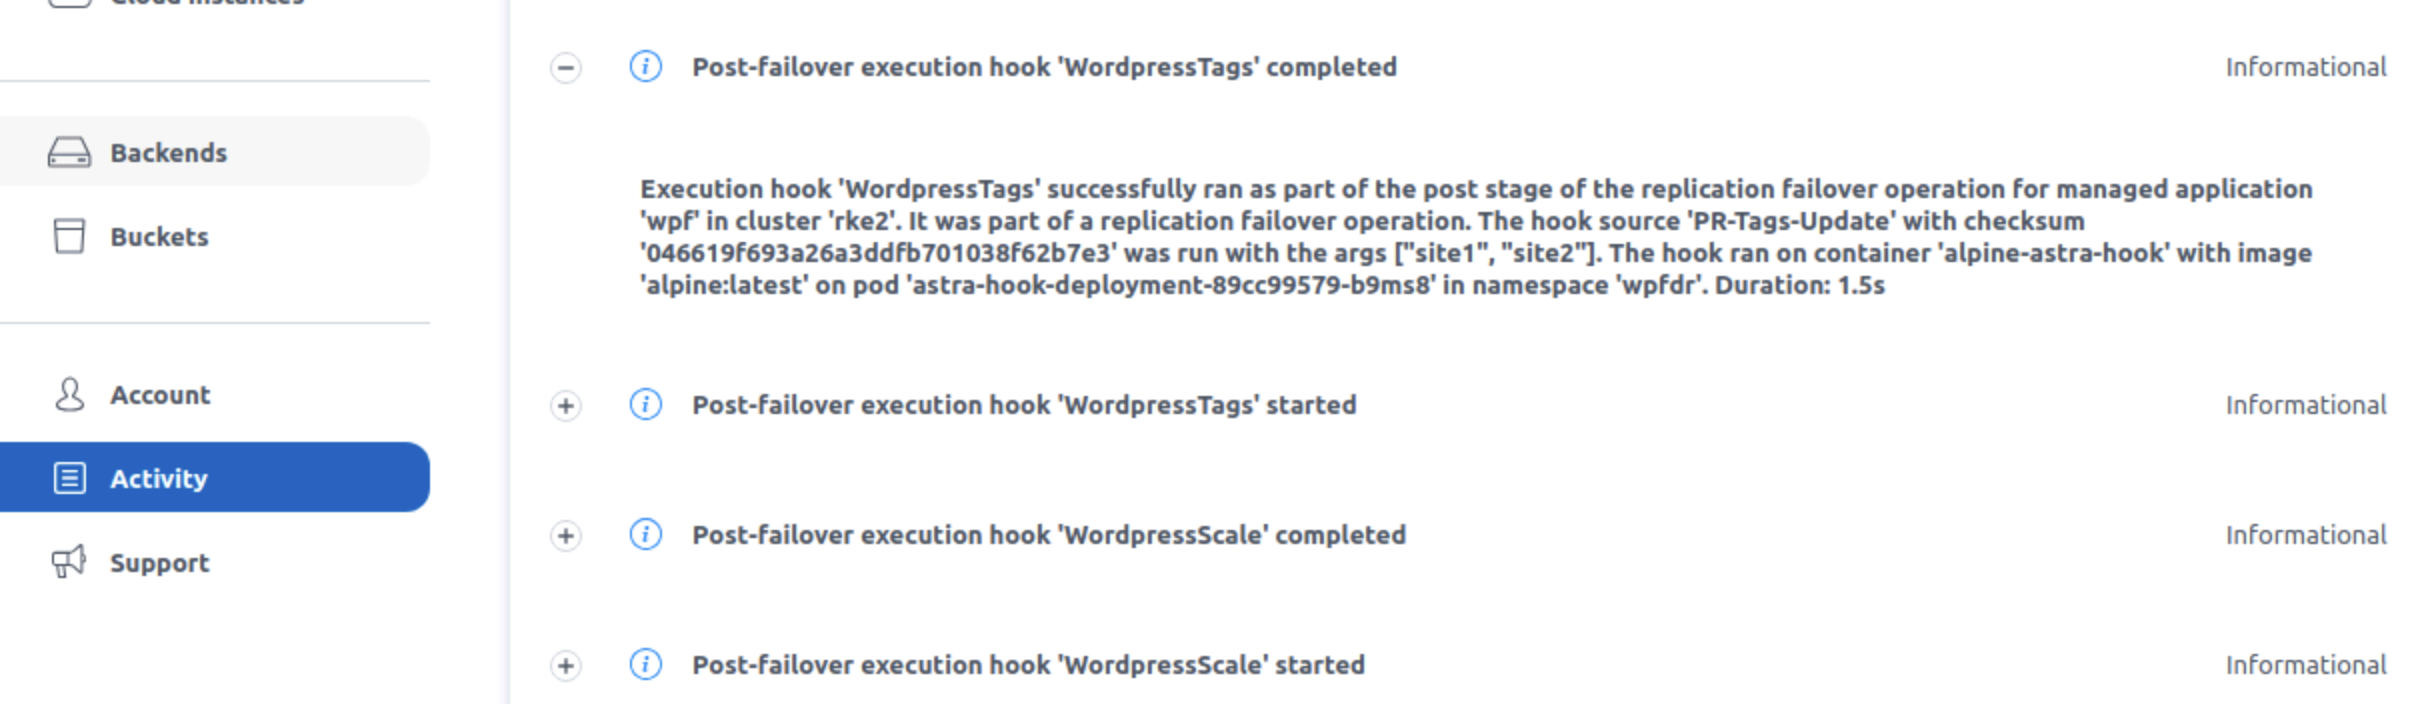 Cloud Instances
Backends
Buckets
Account
Activity
Support
Post-failover execution hook 'WordpressTags' completed
Informational
Execution hook 'WordpressTags' successfully ran as part of the post stage of the replication failover operation for managed application
'wpf' in cluster 'rke2'. It was part of a replication failover operation. The hook source 'PR-Tags-Update' with checksum
'046619f693a26a3ddfb701038f62b7e3' was run with the args ["site1", "site2"]. The hook ran on container 'alpine-astra-hook' with image
'alpine:latest' on pod 'astra-hook-deployment-89cc99579-b9ms8' in namespace 'wpfdr'. Duration: 1.5s
Post-failover execution hook 'WordpressTags' started
Informational
Post-failover execution hook 'WordpressScale' completed
Informational
Post-failover execution hook 'WordpressScale' started
Informational